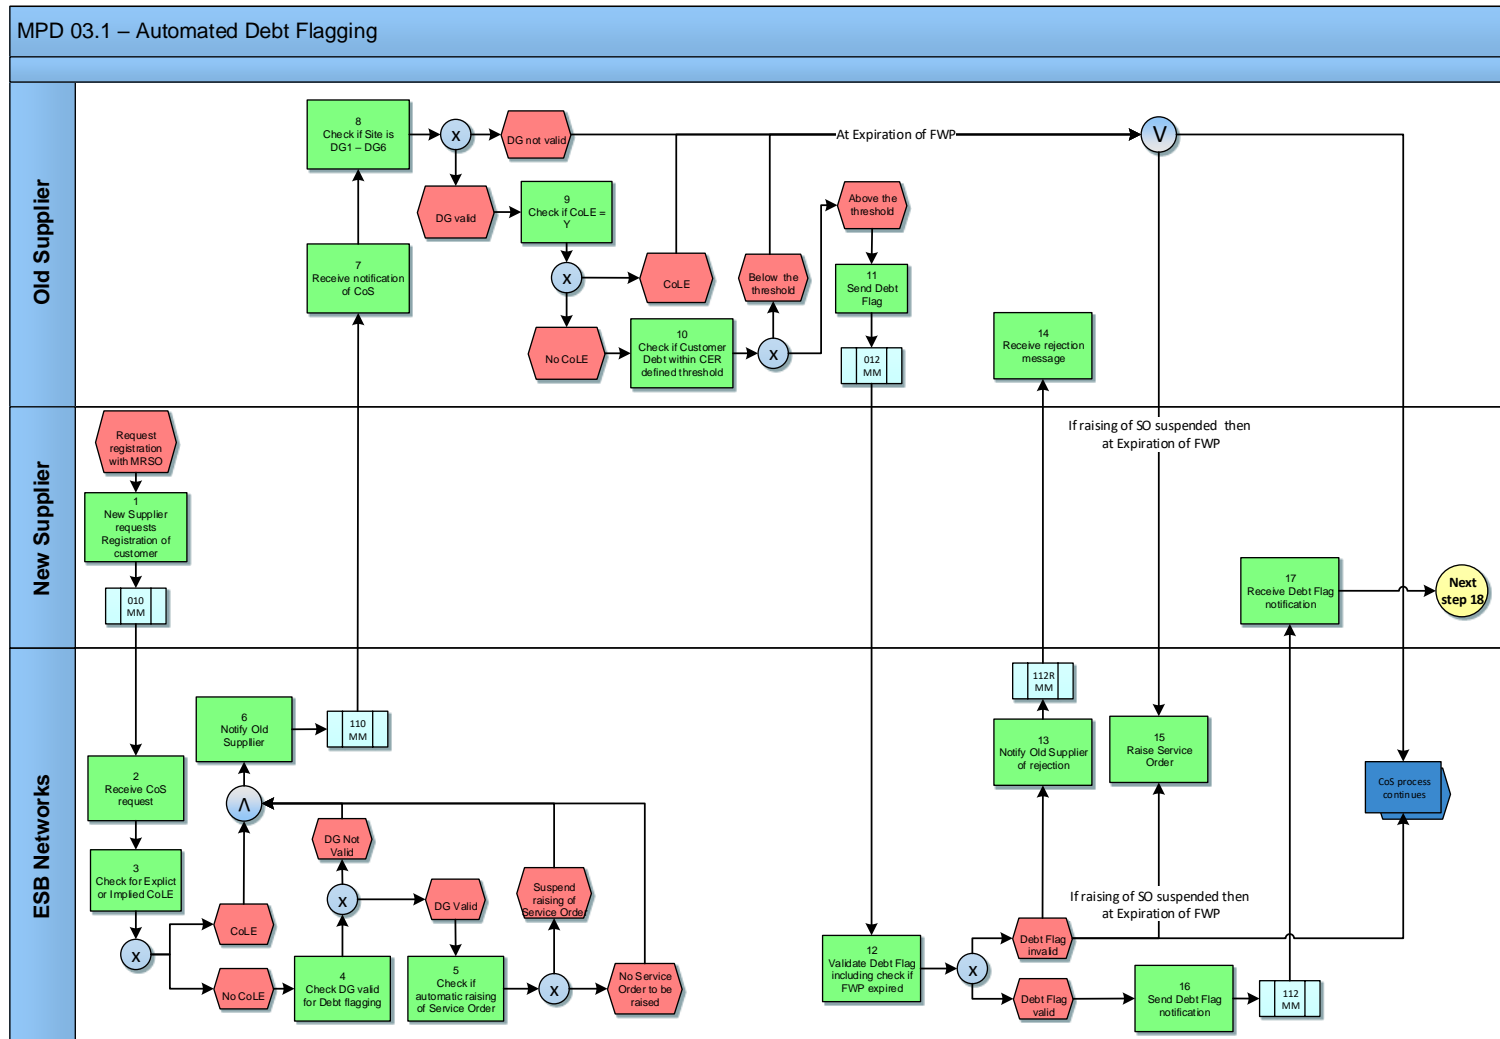 MPD 03.1 – Automated Debt Flagging
Old Supplier
8
Check if Site is
DG1 – DG6
X
DG not valid
At Expiration of FWP
V
DG valid
9
Check if CoLE =
Y
Above the
threshold
7
Receive notification
of CoS
X
CoLE
Below the
threshold
11
Send Debt
Flag
No CoLE
10
Check if Customer
Debt within CER
defined threshold
X
012
MM
14
Receive rejection
message
New Supplier
Request
registration
with MRSO
If raising of SO suspended then
at Expiration of FWP
1
New Supplier
requests
Registration of
customer
010
MM
17
Receive Debt Flag
notification
Next
step 18
ESB Networks
6
Notify Old
Suppllier
110
MM
112R
MM
13
Notify Old Supplier
of rejection
15
Raise Service
Order
2
Receive CoS
request
Λ
CoS process
continues
3
Check for Explict
or Implied CoLE
DG Not
Valid
X
DG Valid
Suspend
raising of
Service Order
If raising of SO suspended then
at Expiration of FWP
X
CoLE
No CoLE
4
Check DG valid
for Debt flagging
5
Check if
automatic raising
of Service Order
X
No Service
Order to be
raised
12
Validate Debt Flag
including check if
FWP expired
X
Debt Flag
invalid
Debt Flag
valid
16
Send Debt Flag
notification
112
MM